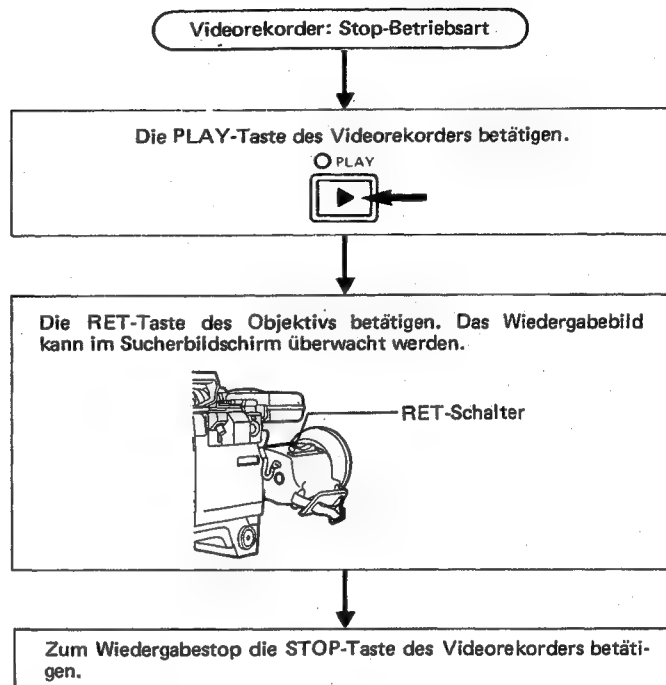 Videorekorder: Stop-Betriebsart
Die PLAY-Taste des Videorekorders betätigen.
PLAY
Die RET-Taste des Objektivs betätigen. Das Wiedergabebild
kann im Sucherbildschirm überwacht werden.
RET-Schalter
Zum Wiedergabestop die STOP-Taste des Videorekorders betäti-
gen.